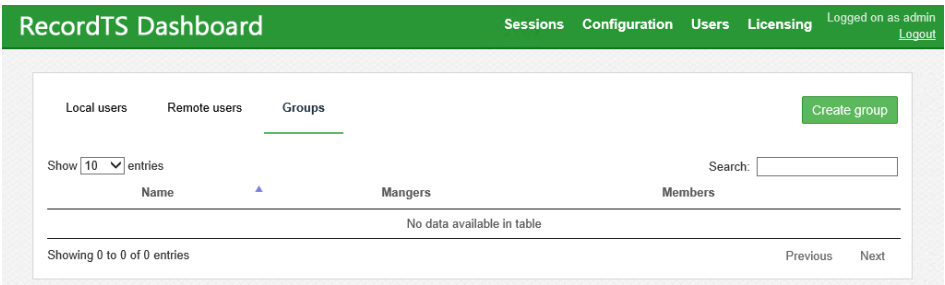 RecordTS Dashboard
Sessions Configuration Users Licensing
Logged on as admin
Logout
Local users Remote users Groups
Create group
Show 10 entries
Search:
Name Mangers Members
No data available in table
Showing 0 to 0 of 0 entries
Previous Next